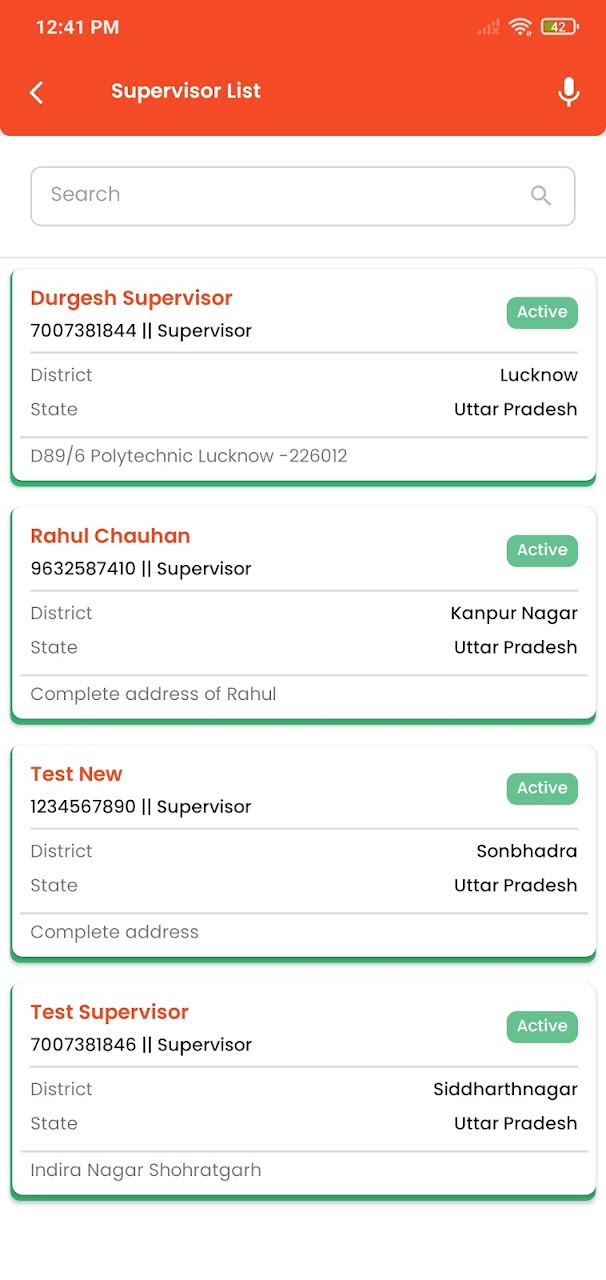 12:41 PM
42
Supervisor List
Search
Durgesh Supervisor
7007381844 || Supervisor
Active
District
Lucknow
State
Uttar Pradesh
D89/6 Polytechnic Lucknow -226012
Rahul Chauhan
9632587410 || Supervisor
Active
District
Kanpur Nagar
State
Uttar Pradesh
Complete address of Rahul
Test New
1234567890 || Supervisor
Active
District
Sonbhadra
State
Uttar Pradesh
Complete address
Test Supervisor
7007381846 || Supervisor
Active
District
Siddharthnagar
State
Uttar Pradesh
Indira Nagar Shohratgarh